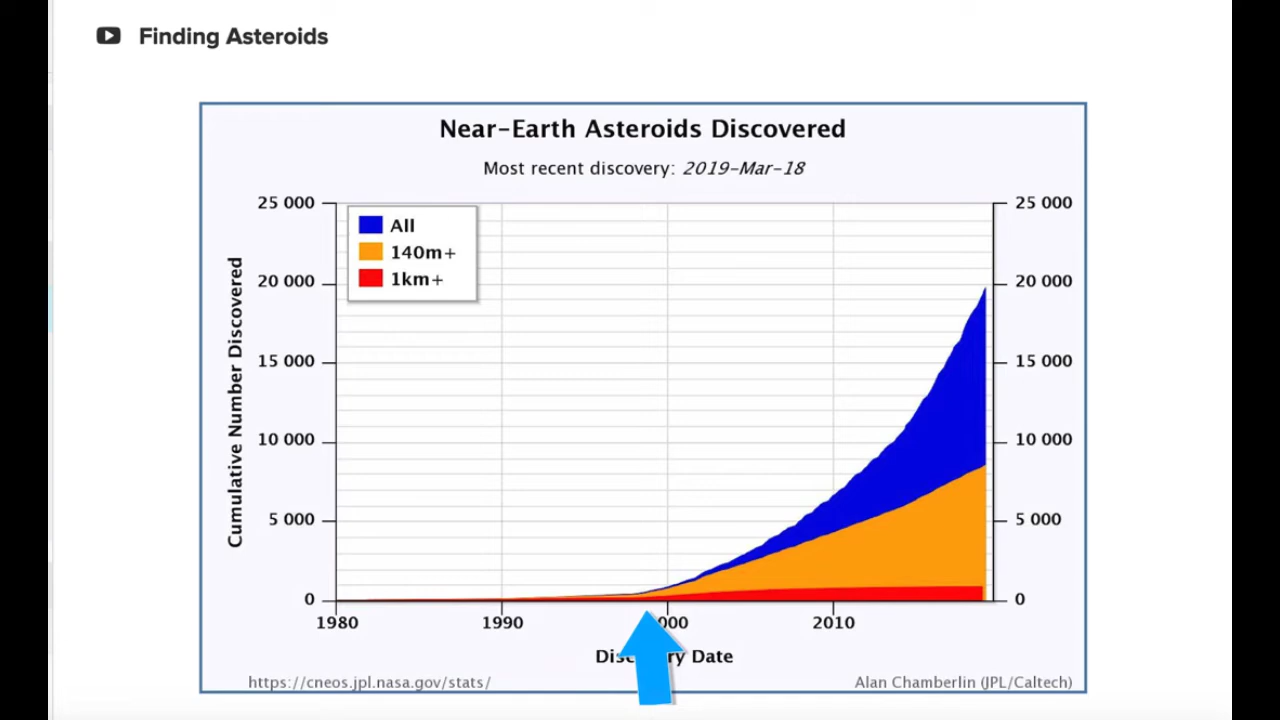 Finding Asteroids
Near-Earth Asteroids Discovered
Most recent discovery: 2019-Mar-18
25 000
20 000
15 000
10 000
5 000
0
Cumulative Number Discovered
All
140m+
1km+
25 000
20 000
15 000
10 000
5 000
0
1980
1990
000
2010
Date
https://cneos.jpl.nasa.gov/stats/
Alan Chamberlin (JPL/Caltech)